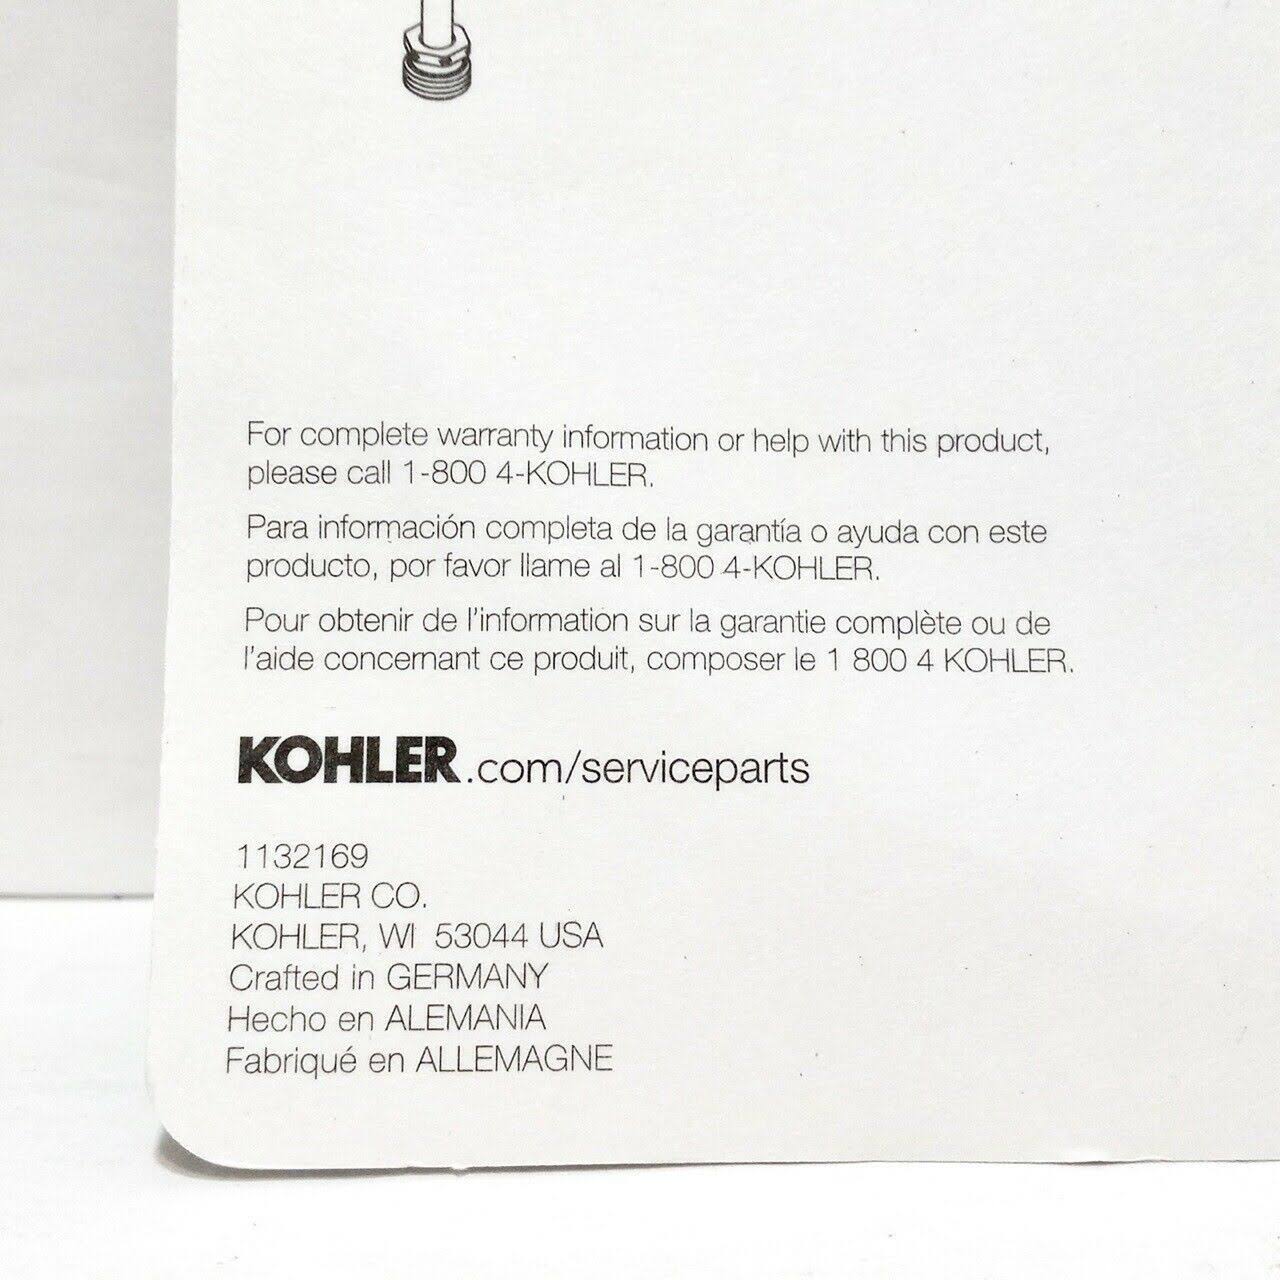 For complete warranty information or help with this product,
please call 1-800 4-KOHLER.
Para información completa de la garantía o ayuda con este
producto, por favor llame al 1-800 4-KOHLER.
Pour obtenir de l'information sur la garantie complète ou de
l'aide concernant ce produit, composer le 1 800 4 KOHLER.
KOHLER.com/serviceparts
1132169
KOHLER CO.
KOHLER, WI 53044 USA
Crafted in GERMANY
Hecho en ALEMANIA
Fabriqué en ALLEMAGNE